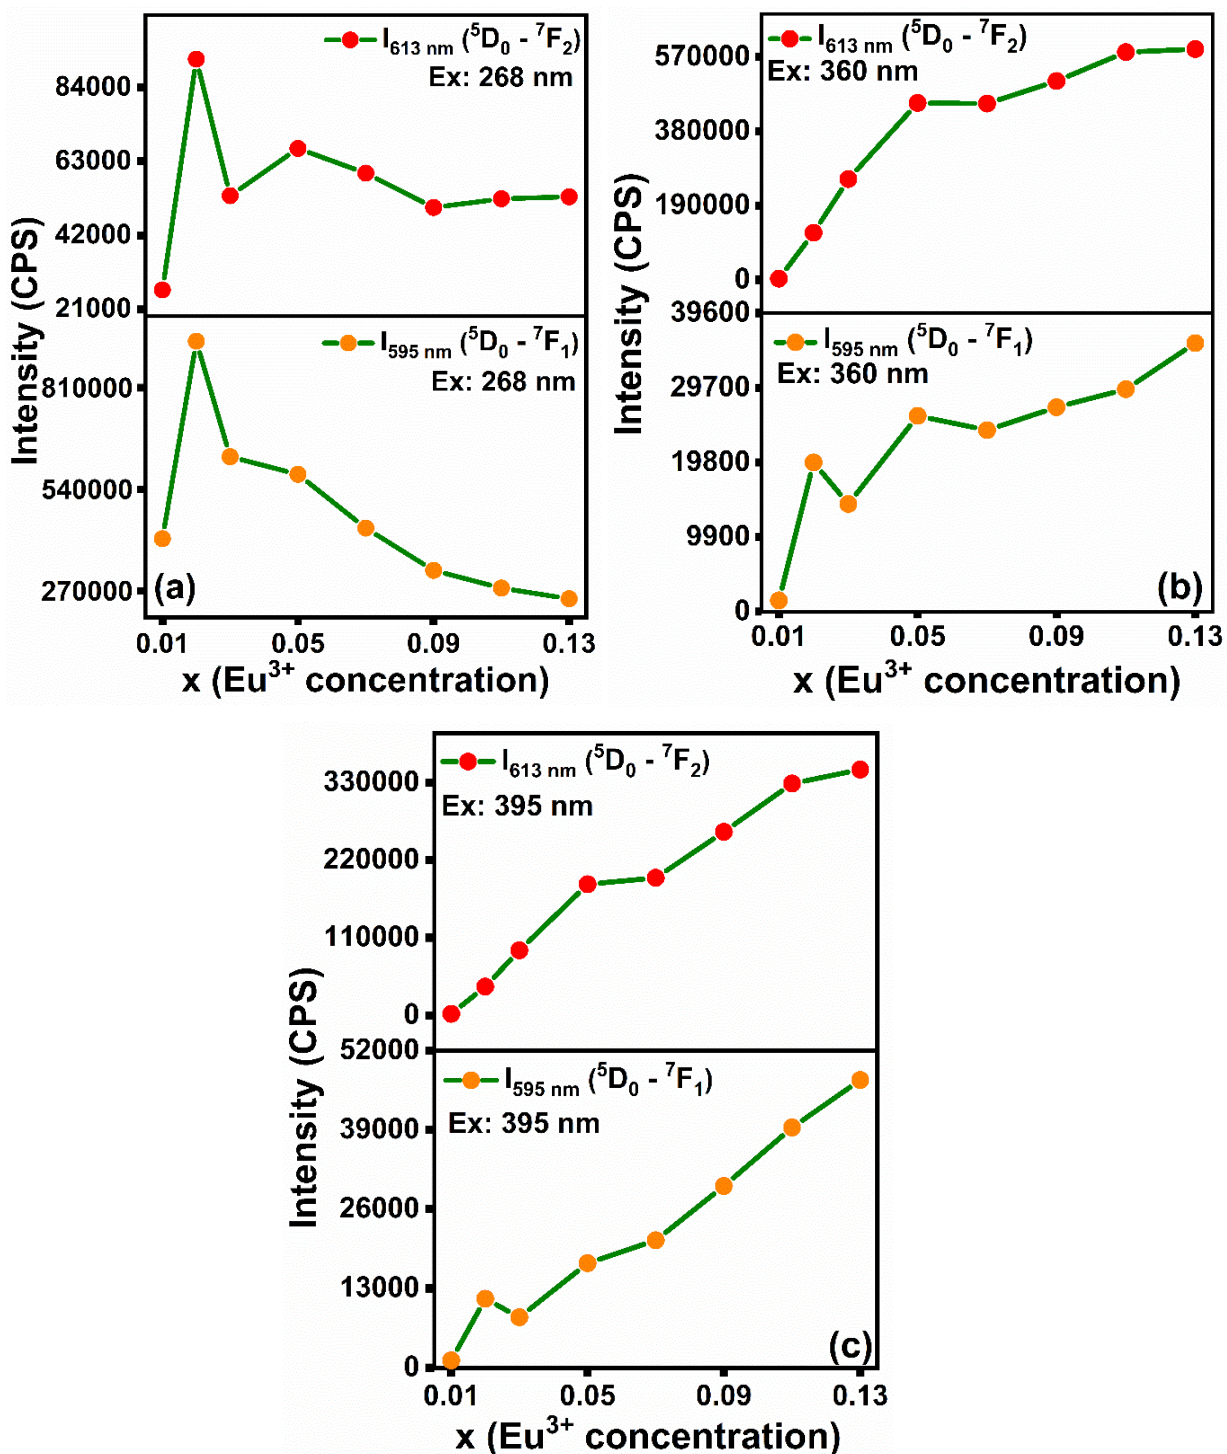 I613 nm (⁵D₀ - ⁷F₂)
Ex: 268 nm
84000
63000
42000
21000
I595 nm (⁵D₀ - ⁷F₁)
Ex: 268 nm
810000
540000
270000
(a)
Intensity (CPS)
0.01 0.05 0.09 0.13
x (Eu³⁺ concentration)
I613 nm (⁵D₀ - ⁷F₂)
Ex: 360 nm
570000
380000
190000
0
39600
I595 nm (⁵D₀ - ⁷F₁)
Ex: 360 nm
29700
19800
9900
0
(b)
Intensity (CPS)
0.01 0.05 0.09 0.13
x (Eu³⁺ concentration)
I613 nm (⁵D₀ - ⁷F₂)
Ex: 395 nm
330000
220000
110000
0
52000
I595 nm (⁵D₀ - ⁷F₁)
Ex: 395 nm
39000
26000
13000
0
(c)
Intensity (CPS)
0.01 0.05 0.09 0.13
x (Eu³⁺ concentration)